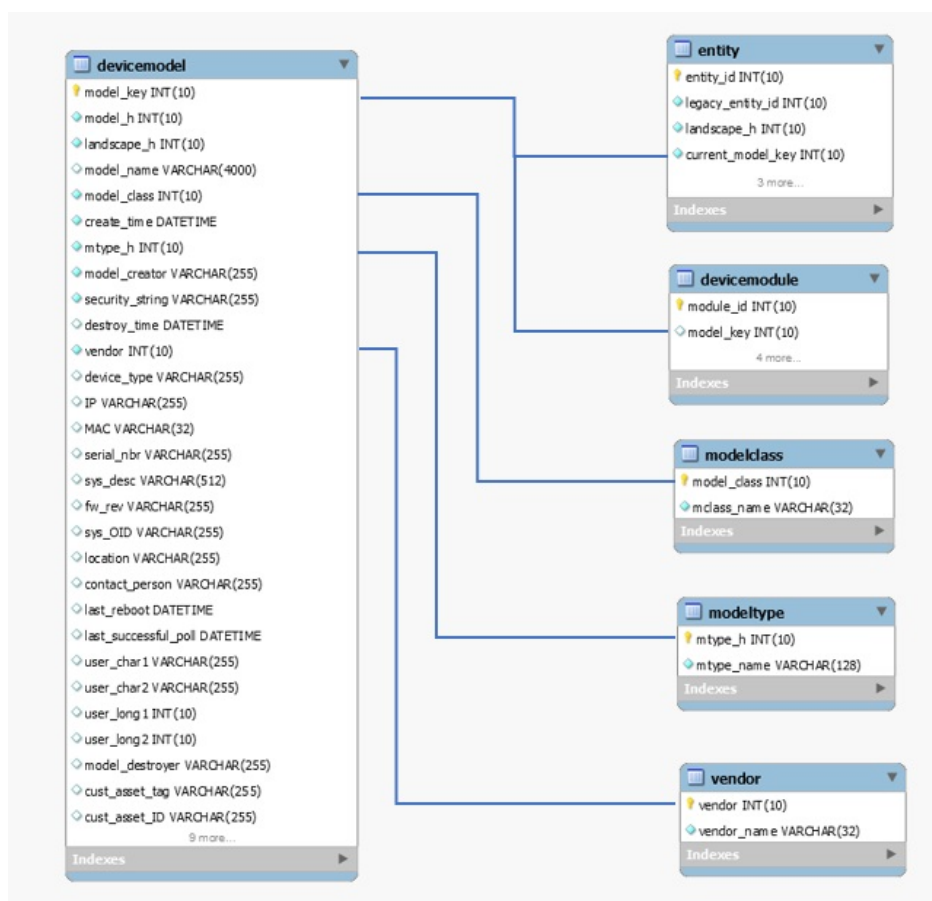 devicemodel
model_key INT(10)
model_h INT(10)
landscape_h INT(10)
model_name VARCHAR(4000)
model_class INT(10)
create_time DATETIME
mtype_h INT(10)
model_creator VARCHAR(255)
security_string VARCHAR(255)
destroy_time DATETIME
vendor INT(10)
device_type VARCHAR(255)
IP VARCHAR(255)
MAC VARCHAR(32)
serial_nbr VARCHAR(255)
sys_desc VARCHAR(512)
fw_rev VARCHAR(255)
sys_OID VARCHAR(255)
location VARCHAR(255)
contact_person VARCHAR(255)
last_reboot DATETIME
last_successful_poll DATETIME
user_char1 VARCHAR(255)
user_char2 VARCHAR(255)
user_long1 INT(10)
user_long2 INT(10)
model_destroyer VARCHAR(255)
cust_asset_tag VARCHAR(255)
cust_asset_ID VARCHAR(255)
9 more...
Indexes
entity
entity_id INT(10)
legacy_entity_id INT(10)
landscape_h INT(10)
current_model_key INT(10)
3 more...
Indexes
devicemodule
module_id INT(10)
model_key INT(10)
4 more...
Indexes
modelclass
model_class INT(10)
mclass_name VARCHAR(32)
Indexes
modeltype
mtype_h INT(10)
mtype_name VARCHAR(128)
Indexes
vendor
vendor INT(10)
vendor_name VARCHAR(32)
Indexes